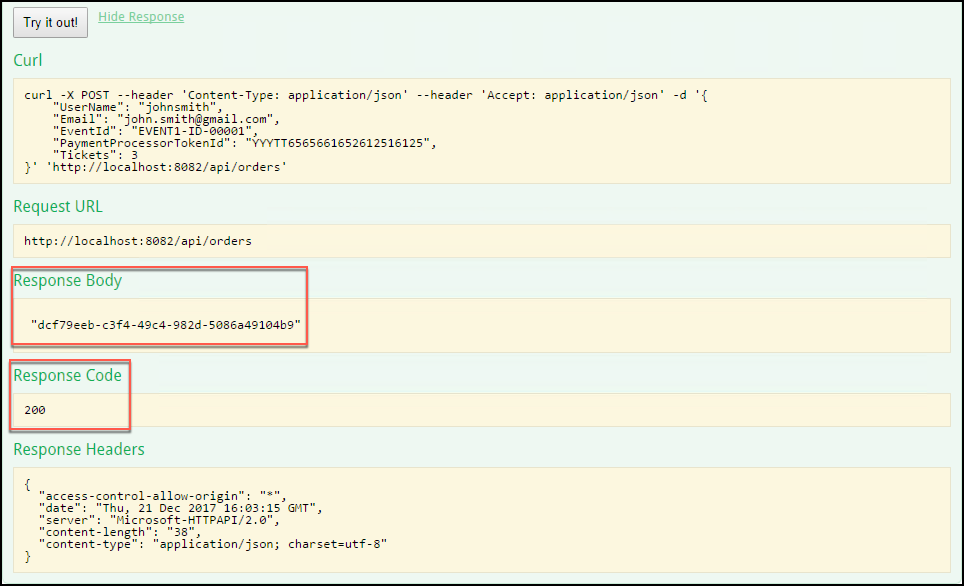 Try it out! Hide Response
Curl
curl -X POST --header 'Content-Type: application/json' --header 'Accept: application/json' -d '{
    "UserName": "johnsmith",
    "Email": "john.smith@gmail.com",
    "EventId": "EVENT1-ID-00001",
    "PaymentProcessorTokenId": "YYYTT6565661652612516125",
    "Tickets": 3
}' 'http://localhost:8082/api/orders'
Request URL
http://localhost:8082/api/orders
Response Body
"dcf79eeb-c3f4-49c4-982d-5086a49104b9"
Response Code
200
Response Headers
{
  "access-control-allow-origin": "*",
  "date": "Thu, 21 Dec 2017 16:03:15 GMT",
  "server": "Microsoft-HTTPAPI/2.0",
  "content-length": "38",
  "content-type": "application/json; charset=utf-8"
}